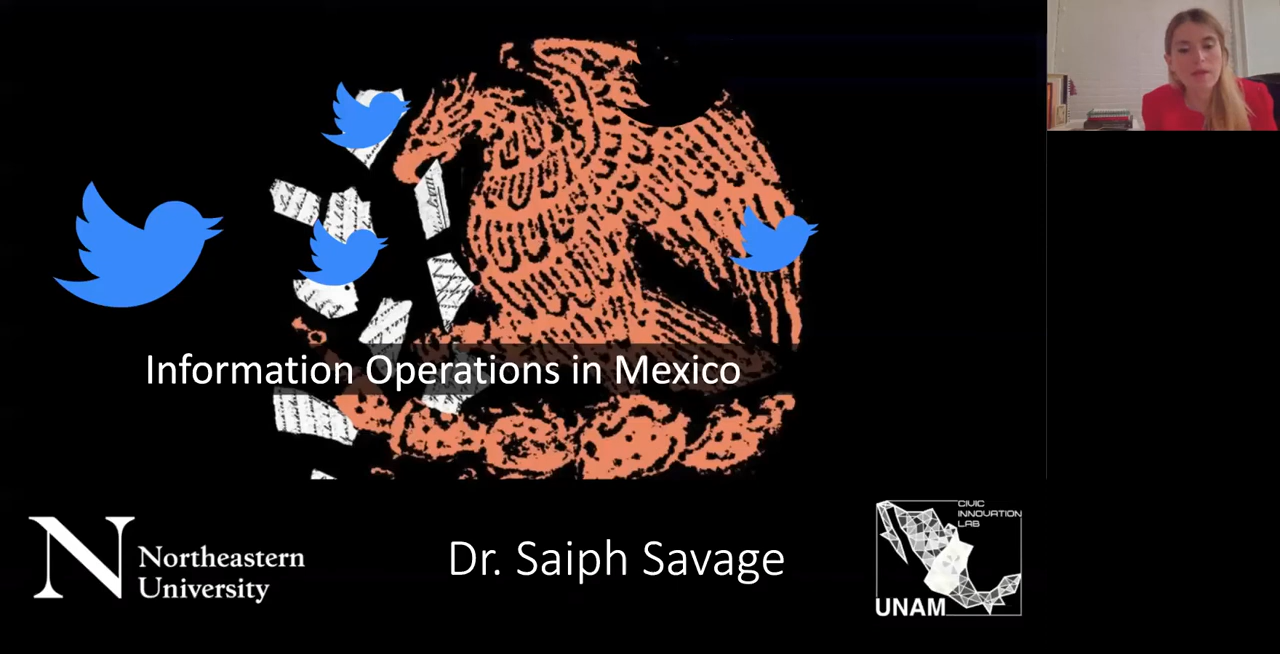 Information Operations in Mexico
Northeastern
University
Dr. Saiph Savage
CIVIC
INNOVATION
LAB
UNAM